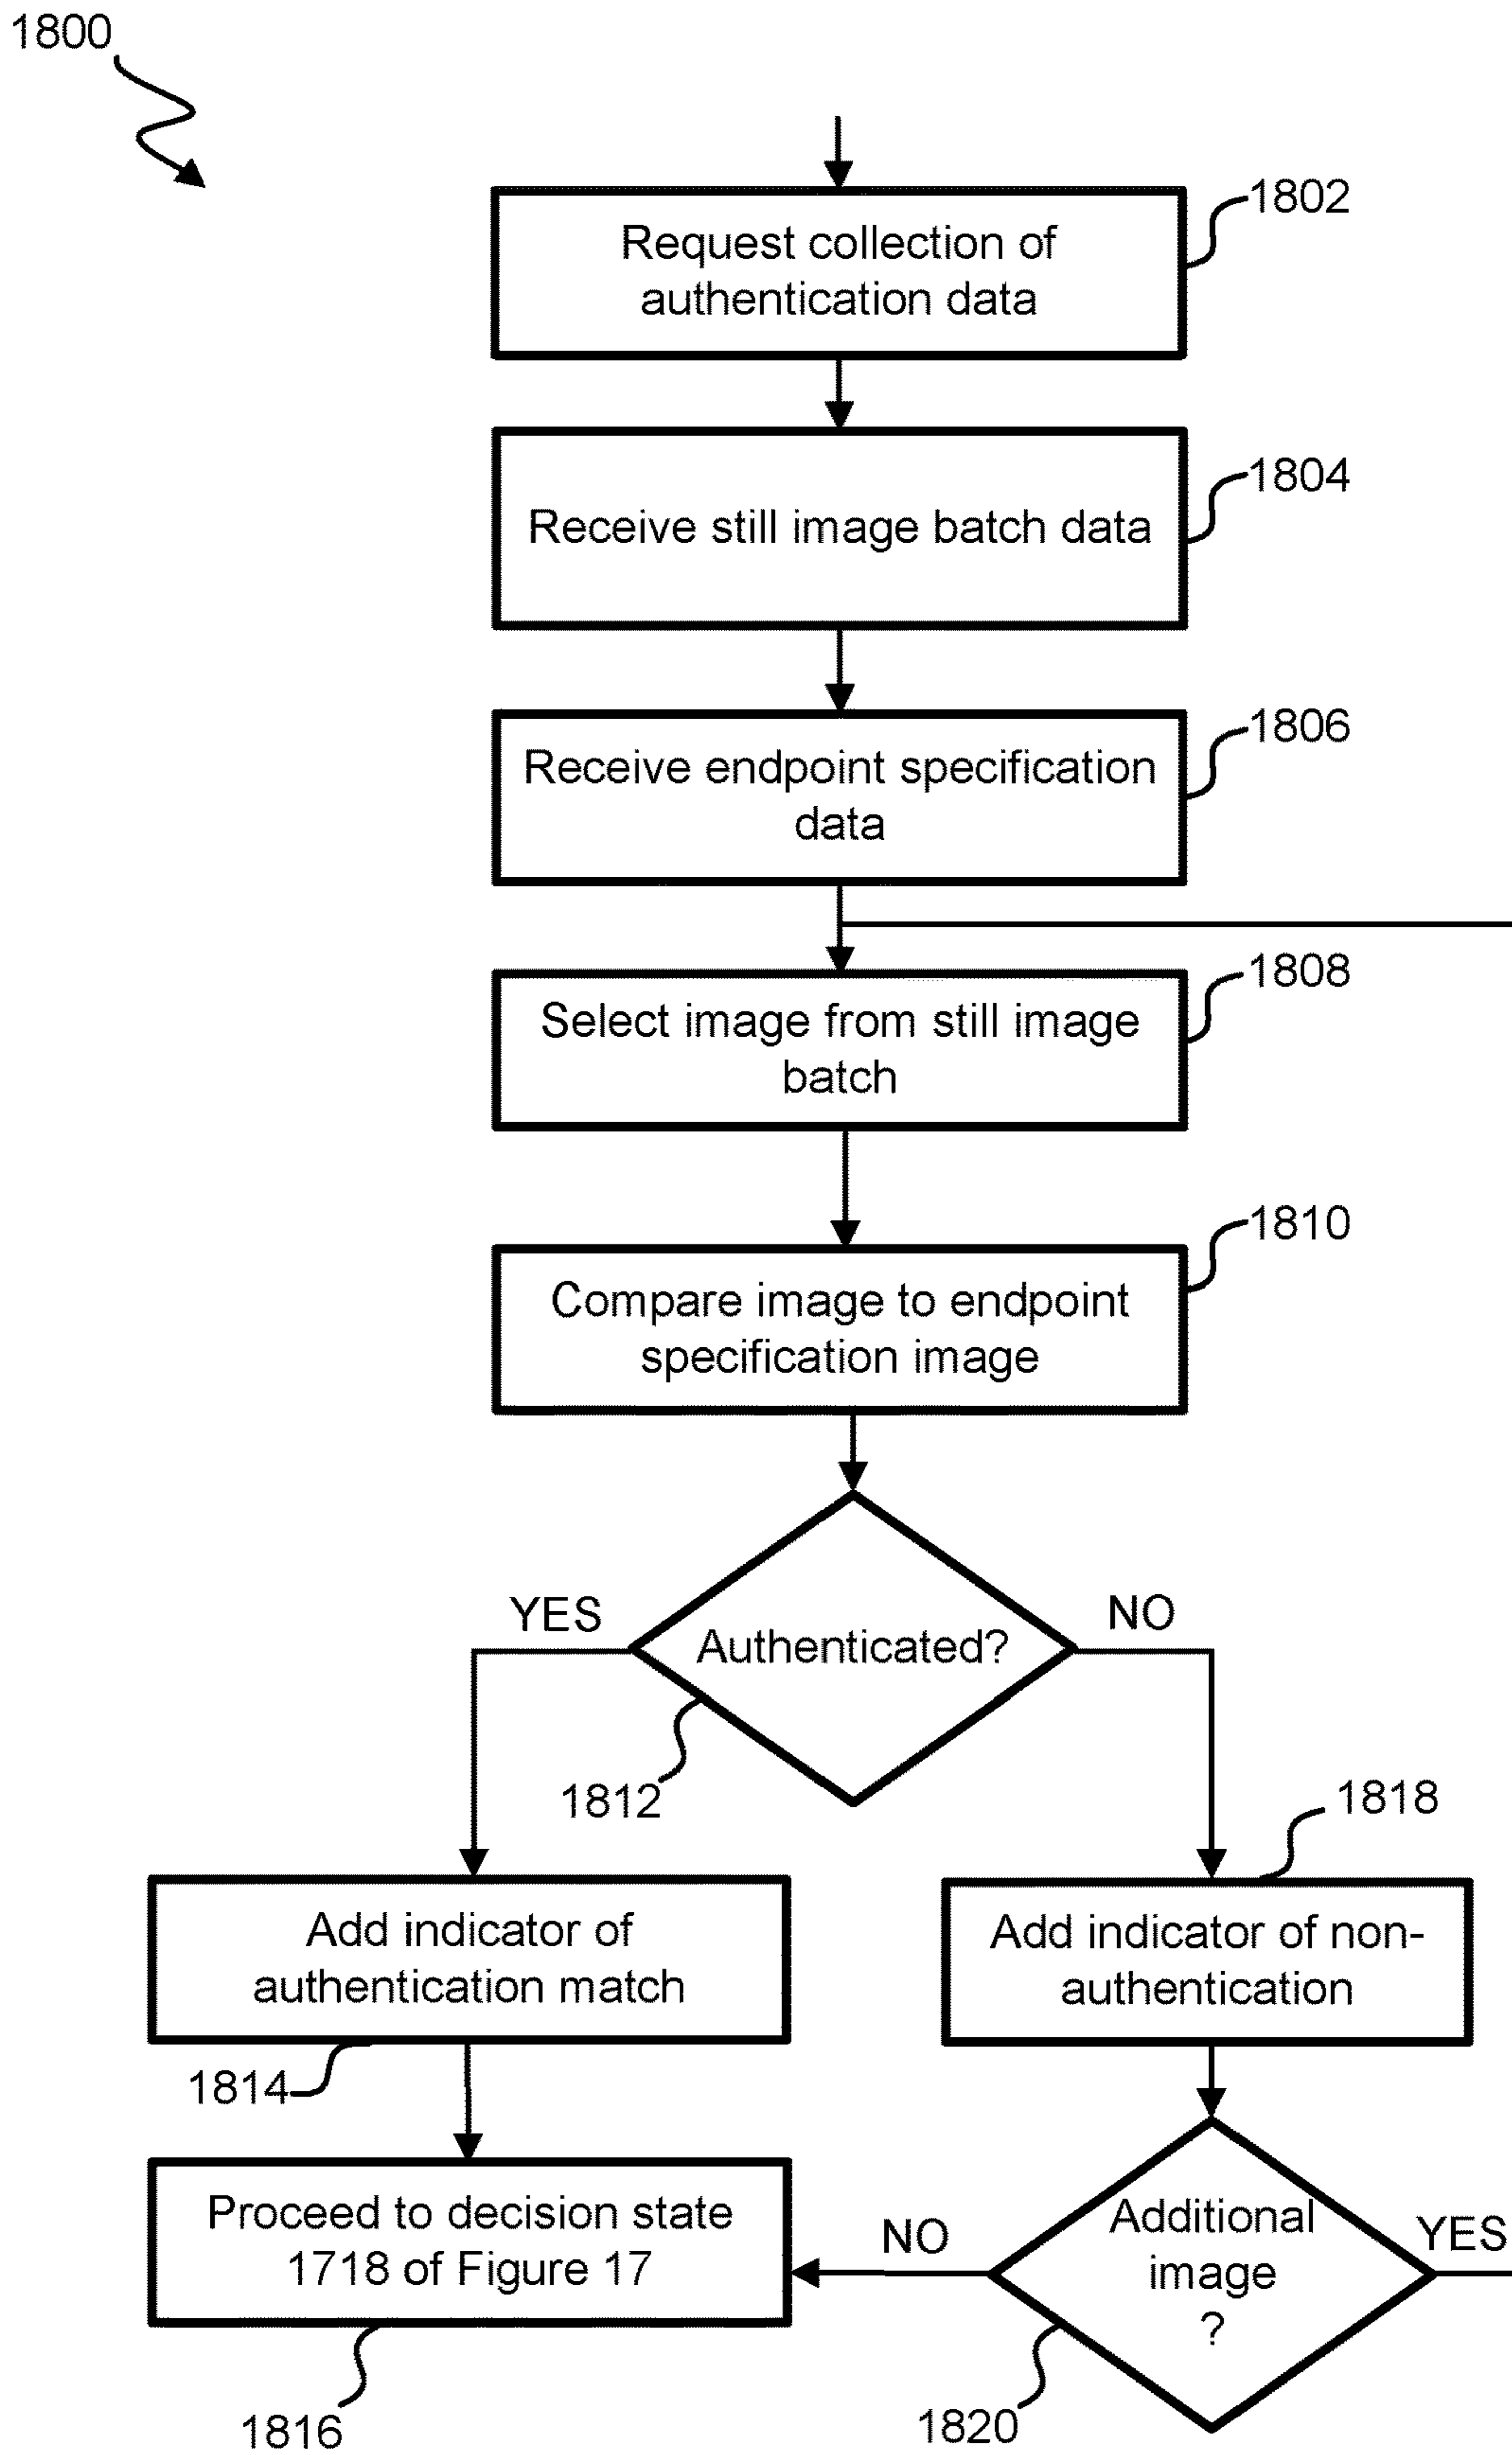 1800
1802
Request collection of
authentication data
1804
Receive still image batch data
1806
Receive endpoint specification
data
1808
Select image from still image
batch
1810
Compare image to endpoint
specification image
YES
NO
Authenticated?
1812
1818
Add indicator of
authentication match
Add indicator of non-
authentication
1814
Proceed to decision state
1718 of Figure 17
NO
Additional
image
?
YES
1816
1820